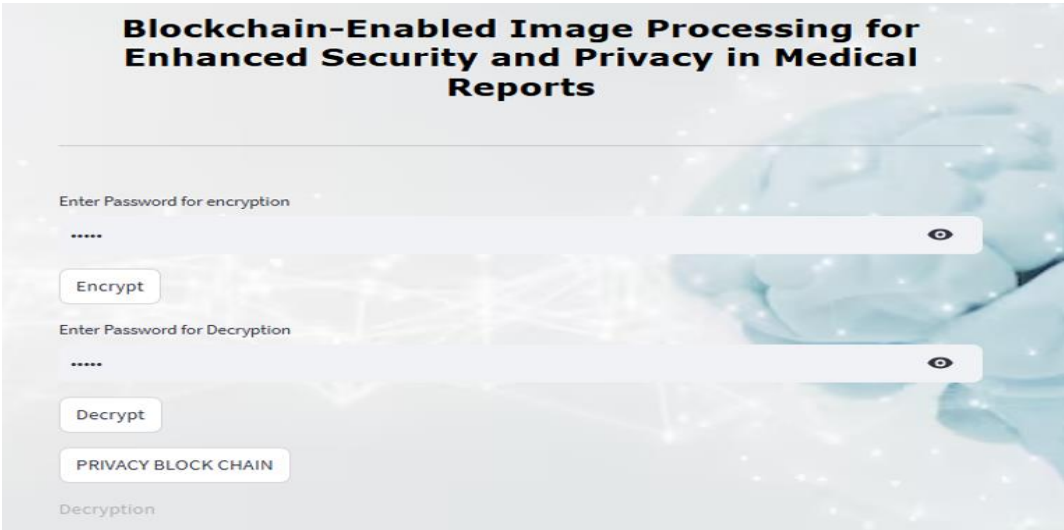 Blockchain-Enabled Image Processing for
Enhanced Security and Privacy in Medical
Reports
Enter Password for encryption
•••••
Encrypt
Enter Password for Decryption
•••••
Decrypt
PRIVACY BLOCK CHAIN
Decryption